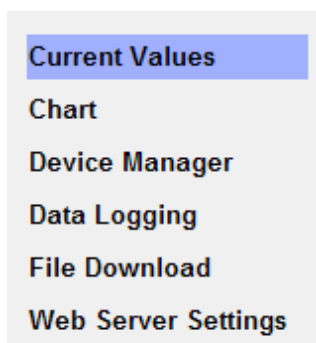 Current Values
Chart
Device Manager
Data Logging
File Download
Web Server Settings